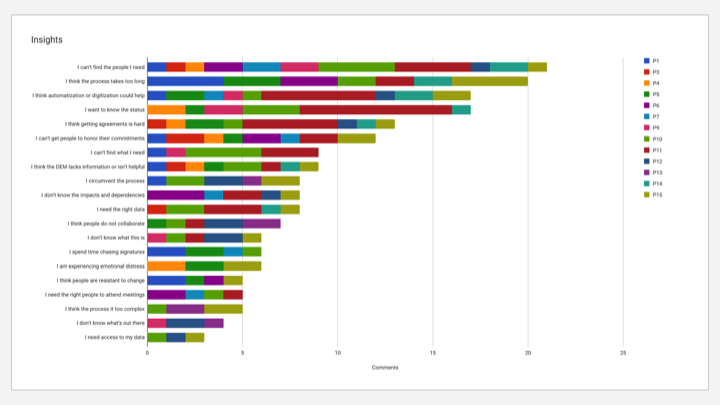 Insights
I can't find the people I need
I think the process takes too long
I think automatization or digitization could help
I want to know the status
I think getting agreements is hard
I can't get people to honor their commitments
I can't find what I need
I think the DEM lacks information or isn't helpful
I circumvent the process
I don't know the impacts and dependencies
I need the right data
I think people do not collaborate
I don't know what this is
I spend time chasing signatures
I am experiencing emotional distress
I think people are resistant to change
I need the right people to attend meetings
I think the process it too complex
I don't know what's out there
I need access to my data
0 5 10 15 20 25
Comments
P1
P3
P4
P5
P6
P7
P9
P10
P11
P12
P13
P14
P15